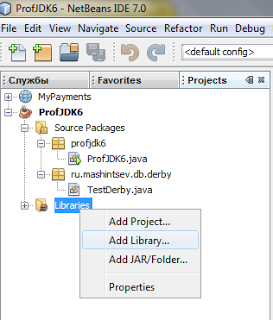 ProfJDK6 - NetBeans IDE 7.0
File Edit View Navigate Source Refactor Run Debug
<default config>
Службы Favorites Projects
MyPayments
ProfJDK6
Source Packages
profjdk6
ProfJDK6.java
ru.mashintsev.db.derby
TestDerby.java
Libraries
Add Project...
Add Library...
Add JAR/Folder...
Properties